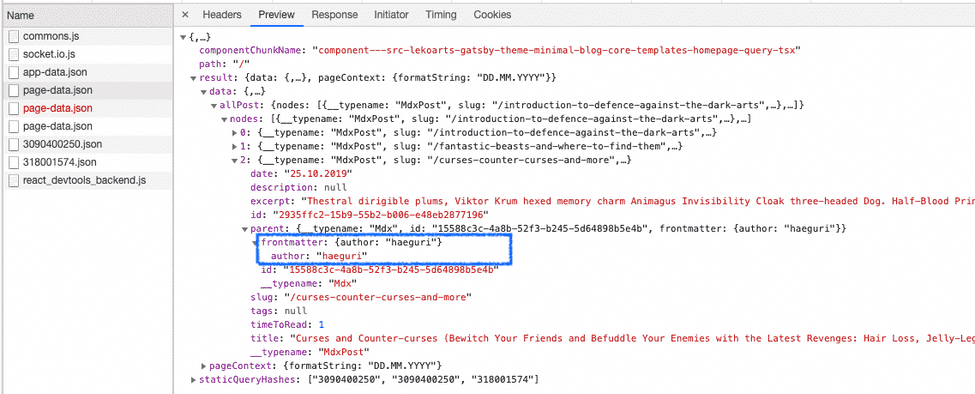 Name
commons.js
socket.io.js
app-data.json
page-data.json
page-data.json
page-data.json
3090400250.json
318001574.json
react_devtools_backend.js
× Headers Preview Response Initiator Timing Cookies
▼{,…}
componentChunkName: "component---src-lekoarts-gatsby-theme-minimal-blog-core-templates-homepage-query-tsx"
path: "/"
▼result: {data: {,…}, pageContext: {formatString: "DD.MM.YYYY"}}
▼data: {,…}
▼allPost: {nodes: [{__typename: "MdxPost", slug: "/introduction-to-defence-against-the-dark-arts",…},…]}
▼nodes: [{__typename: "MdxPost", slug: "/introduction-to-defence-against-the-dark-arts",…},…]
▶0: {__typename: "MdxPost", slug: "/introduction-to-defence-against-the-dark-arts",…}
▶1: {__typename: "MdxPost", slug: "/fantastic-beasts-and-where-to-find-them",…}
▼2: {__typename: "MdxPost", slug: "/curses-counter-curses-and-more",…}
date: "25.10.2019"
description: null
excerpt: "Thestral dirigible plums, Viktor Krum hexed memory charm Animagus Invisibility Cloak three-headed Dog. Half-Blood Prin
id: "2935ffc2-15b9-55b2-b006-e48eb2877196"
▼parent: {__typename: "Mdx", id: "15588c3c-4a8b-52f3-b245-5d64898b5e4b", frontmatter: {author: "haeguri"}}
▼frontmatter: {author: "haeguri"}
author: "haeguri"
id: "15588c3c-4a8b-52f3-b245-5d64898b5e4b"
__typename: "Mdx"
slug: "/curses-counter-curses-and-more"
tags: null
timeToRead: 1
title: "Curses and Counter-curses (Bewitch Your Friends and Befuddle Your Enemies with the Latest Revenges: Hair Loss, Jelly-Leg
__typename: "MdxPost"
▶pageContext: {formatString: "DD.MM.YYYY"}
▶staticQueryHashes: ["3090400250", "3090400250", "318001574"]